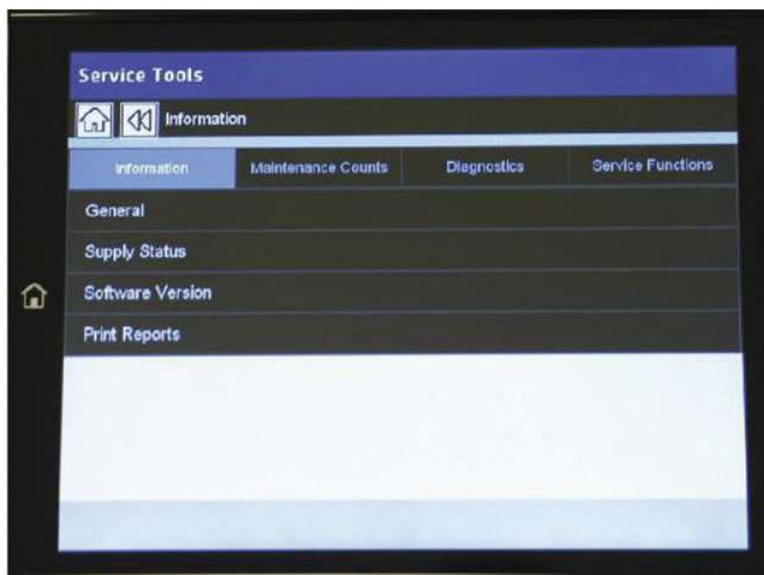 Service Tools
Information
Information Maintenance Counts Diagnostics Service Functions
General
Supply Status
Software Version
Print Reports